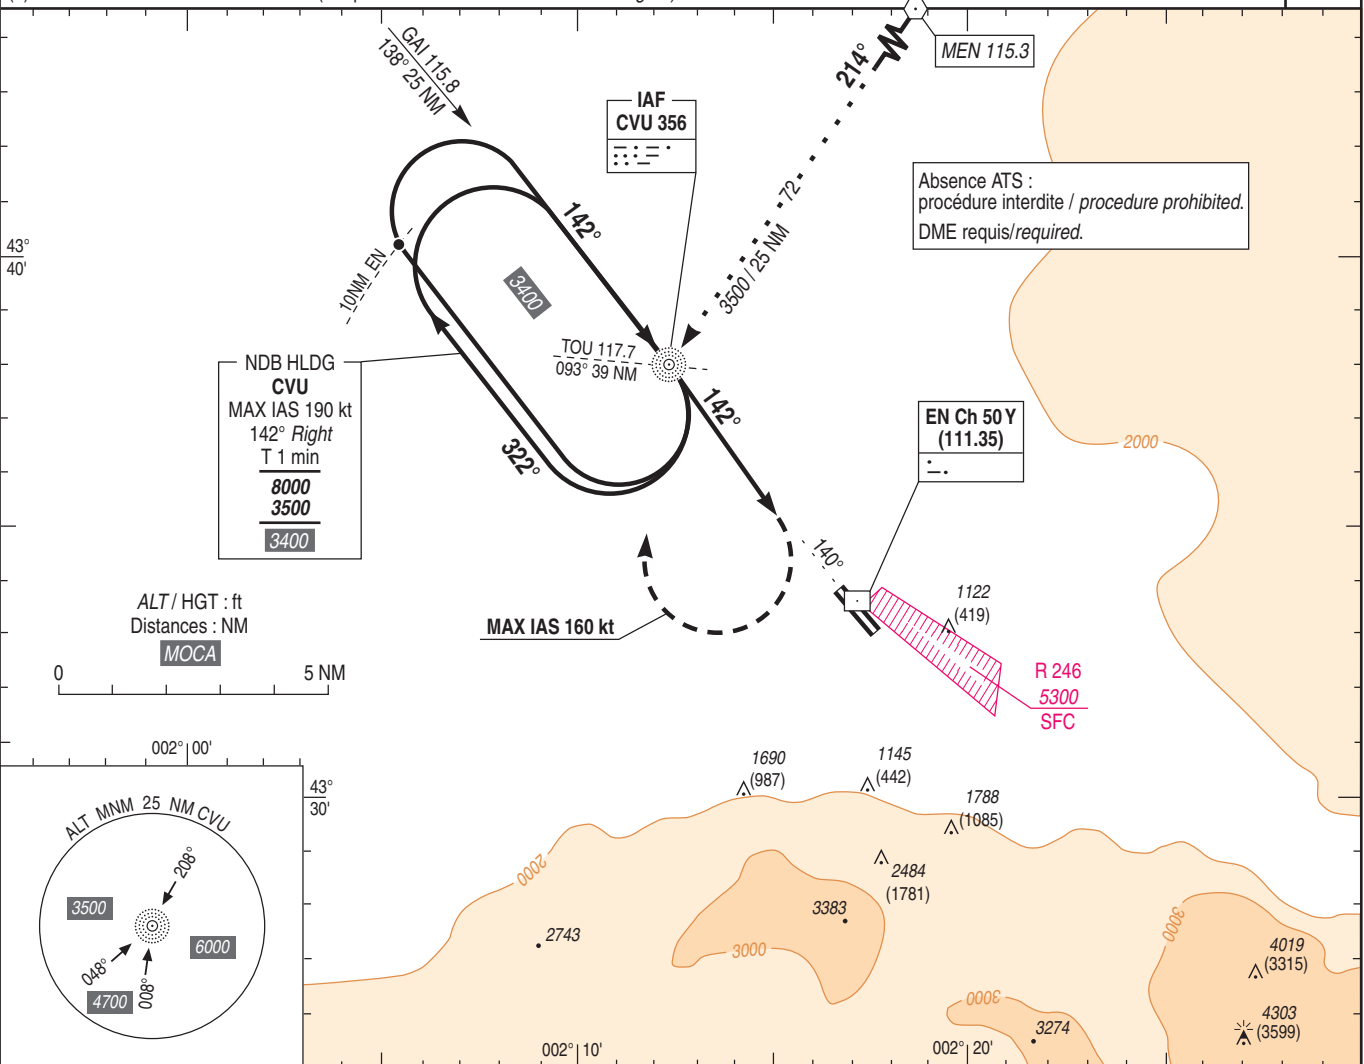 GAI 115.8
138° 25 NM
214°
MEN 115.3
IAF
CVU 356
72
3500 / 25 NM
Absence ATS :
procédure interdite / procedure prohibited.
DME requis/required.
43°
40'
142°
10NM EN
3400
TOU 117.7
093° 39 NM
NDB HLDG
CVU
MAX IAS 190 kt
142° Right
T 1 min
8000
3500
3400
322°
142°
EN Ch 50 Y
(111.35)
2000
140°
ALT / HGT : ft
Distances : NM
MOCA
0 5 NM
MAX IAS 160 kt
1122
(419)
R 246
5300
SFC
002° 00'
43°
30'
1690
(987)
1145
(442)
1788
(1085)
2484
(1781)
ALT MNM 25 NM CVU
208°
3500
6000
048°
4700
008°
2000
2743
3383
3000
3000
3274
3000
4019
(3315)
4303
(3599)
002° 10'
002° 20'